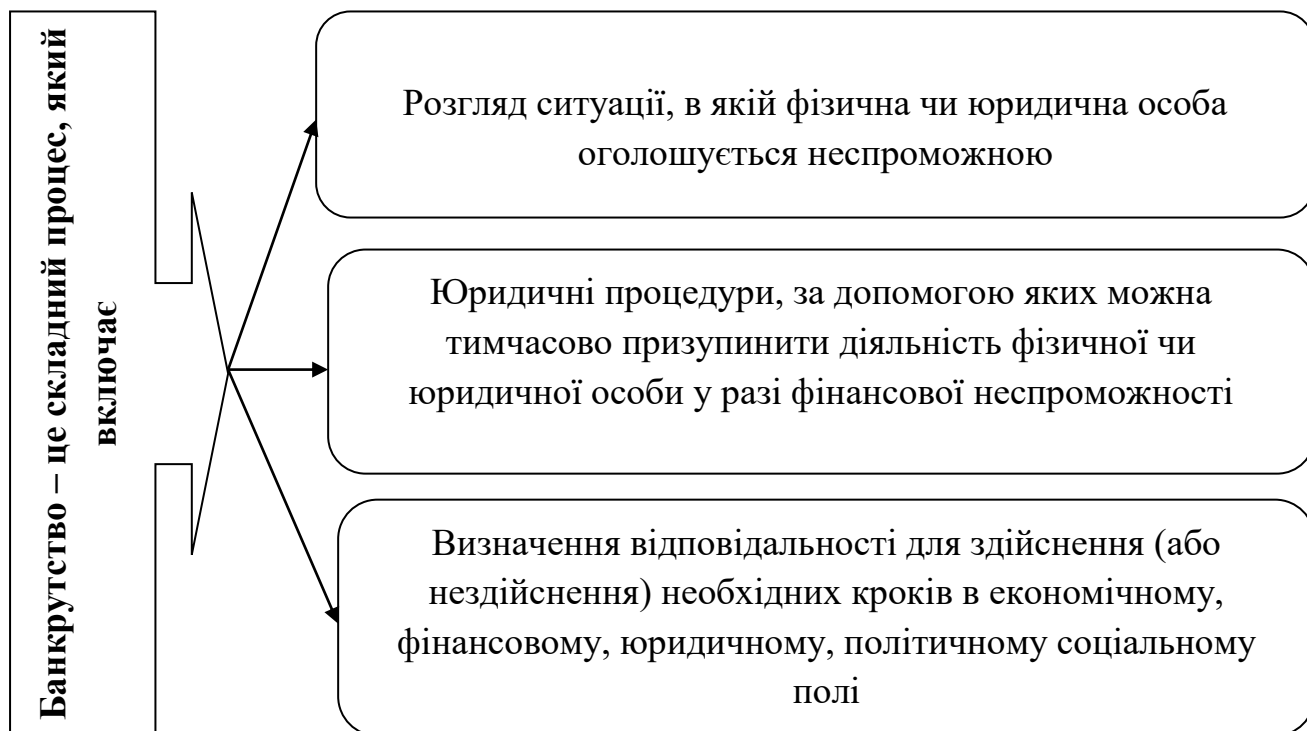 Банкрутство – це складний процес, який
включає
Розгляд ситуації, в якій фізична чи юридична особа
оголошується неспроможною
Юридичні процедури, за допомогою яких можна
тимчасово призупинити діяльність фізичної чи
юридичної особи у разі фінансової неспроможності
Визначення відповідальності для здійснення (або
нездійснення) необхідних кроків в економічному,
фінансовому, юридичному, політичному соціальному
полі